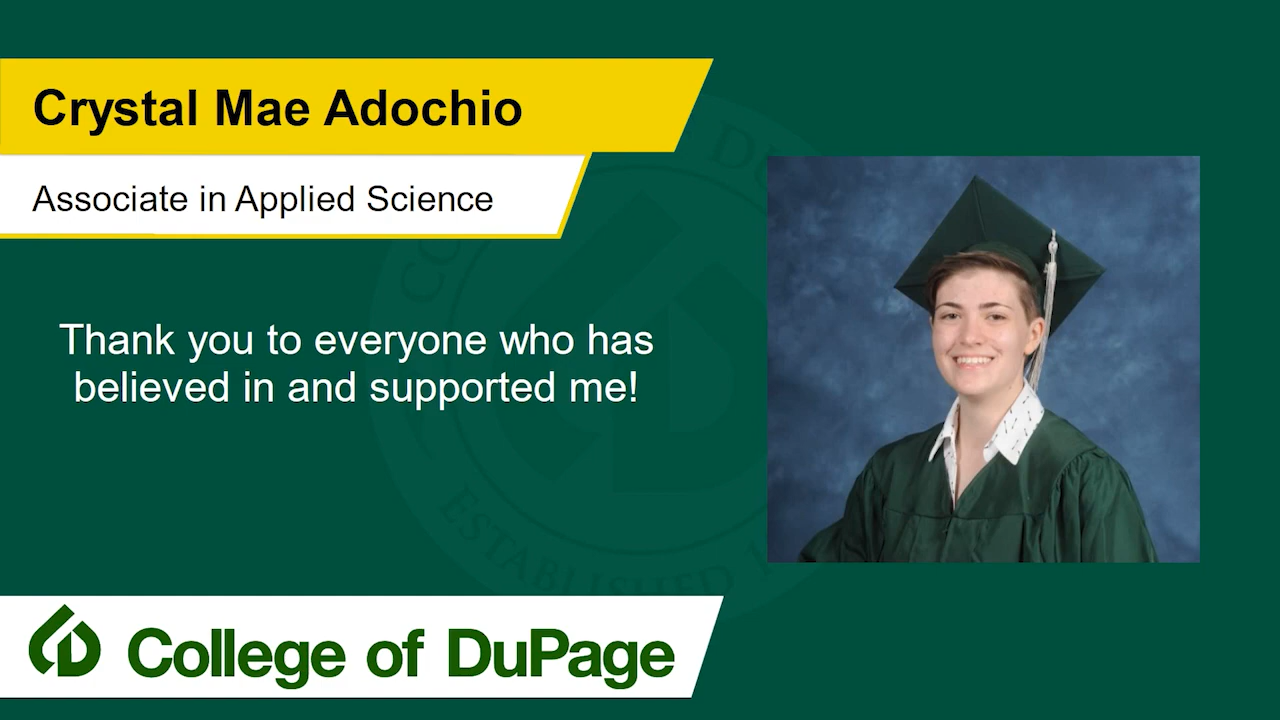 Crystal Mae Adochio
Associate in Applied Science
Thank you to everyone who has
believed in and supported me!
ESTABLISHED
College of DuPage